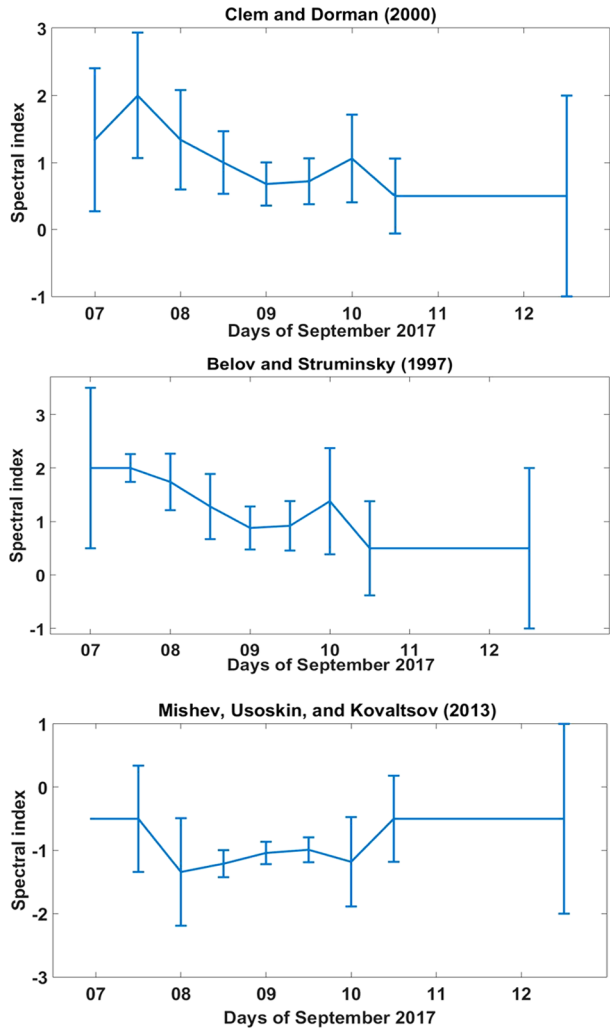 Clem and Dorman (2000)
3
2
1
0
-1
Spectral index
07 08 09 10 11 12
Days of September 2017
Belov and Struminsky (1997)
3
2
1
0
-1
Spectral index
07 08 09 10 11 12
Days of September 2017
Mishev, Usoskin, and Kovaltsov (2013)
1
0
-1
-2
-3
Spectral index
07 08 09 10 11 12
Days of September 2017